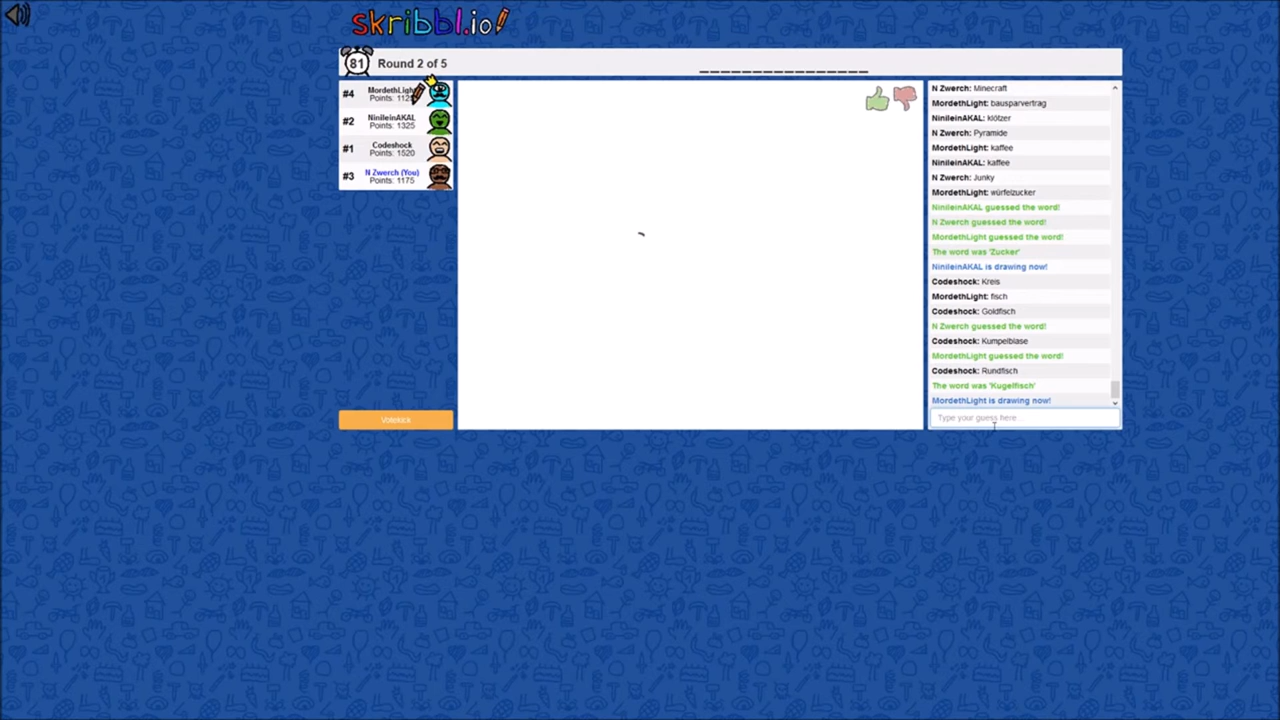 skribbl.io!
81 Round 2 of 5 ________________
#4 MordethLight
Points: 1125
#2 NinileinAKAL
Points: 1325
#1 Codeshock
Points: 1520
#3 N Zwerch (You)
Points: 1175
Votekick
N Zwerch: Minecraft
MordethLight: bausparvertrag
NinileinAKAL: klötzer
N Zwerch: Pyramide
MordethLight: kaffee
NinileinAKAL: kaffee
N Zwerch: Junky
MordethLight: würfelzucker
NinileinAKAL guessed the word!
N Zwerch guessed the word!
MordethLight guessed the word!
The word was 'Zucker'
NinileinAKAL is drawing now!
Codeshock: Kreis
MordethLight: fisch
Codeshock: Goldfisch
N Zwerch guessed the word!
Codeshock: Kumpelblase
MordethLight guessed the word!
Codeshock: Rundfisch
The word was 'Kugelfisch'
MordethLight is drawing now!
Type your guess here...